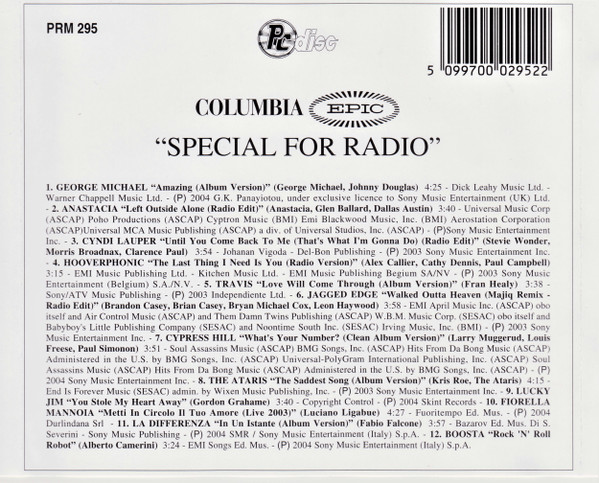 PRM 295
PC disc
5 099700 029522
COLUMBIA EPIC
“SPECIAL FOR RADIO”
1. GEORGE MICHAEL “Amazing (Album Version)” (George Michael, Johnny Douglas) 4:25 - Dick Leahy Music Ltd. -
Warner Chappell Music Ltd. - (P) 2004 G.K. Panayiotou, under exclusive licence to Sony Music Entertainment (UK) Ltd.
- 2. ANASTACIA “Left Outside Alone (Radio Edit)” (Anastacia, Glen Ballard, Dallas Austin) 3:40 - Universal Music Corp
(ASCAP) Poho Productions (ASCAP) Cyptron Music (BMI) Emi Blackwood Music, Inc. (BMI) Aerostation Corporation
(ASCAP)Universal MCA Music Publishing (ASCAP) a div. of Universal Studios, Inc. (ASCAP) - (P)Sony Music Entertainment
Inc. - 3. CYNDI LAUPER “Until You Come Back To Me (That’s What I’m Gonna Do) (Radio Edit)” (Stevie Wonder,
Morris Broadnax, Clarence Paul) 3:54 - Johanan Vigoda - Del-Bon Publishing - (P) 2003 Sony Music Entertainment Inc. -
4. HOOVERPHONIC “The Last Thing I Need Is You (Radio Version)” (Alex Callier, Cathy Dennis, Paul Campbell)
3:15 - EMI Music Publishing Ltd. - Kitchen Music Ltd. - EMI Music Publishing Begium SA/NV - (P) 2003 Sony Music
Entertainment (Belgium) S.A./N.V. - 5. TRAVIS “Love Will Come Through (Album Version)” (Fran Healy) 3:38 -
Sony/ATV Music Publishing - (P) 2003 Independiente Ltd. - 6. JAGGED EDGE “Walked Outta Heaven (Majiq Remix -
Radio Edit)” (Brandon Casey, Brian Casey, Bryan Michael Cox, Leon Haywood) 3:58 - EMI April Music Inc. (ASCAP) obo
itself and Air Control Music (ASCAP) and Them Damn Twins Publishing (ASCAP) W.B.M. Music Corp. (SESAC) obo itself and
Babyboy’s Little Publishing Company (SESAC) and Noontime South Inc. (SESAC) Irving Music, Inc. (BMI) - (P) 2003 Sony
Music Entertainment Inc. - 7. CYPRESS HILL “What’s Your Number? (Clean Album Version)” (Larry Muggerud, Louis
Freese, Paul Simonon) 3:51 - Soul Assassins Music (ASCAP) BMG Songs, Inc. (ASCAP) Hits From Da Bong Music (ASCAP)
Administered in the U.S. by BMG Songs, Inc. (ASCAP) Universal-PolyGram International Publishing, Inc. (ASCAP) Soul
Assassins Music (ASCAP) Hits From Da Bong Music (ASCAP) Administered in the U.S. by BMG Songs, Inc. (ASCAP) - (P)
2004 Sony Music Entertainment Inc. - 8. THE ATARIS “The Saddest Song (Album Version)” (Kris Roe, The Ataris) 4:15 -
End Is Forever Music (SESAC) admin. by Wixen Music Publishing, Inc. - (P) 2003 Sony Music Entertainment Inc. - 9. LUCKY
JIM “You Stole My Heart Away” (Gordon Grahame) 3:40 - Copyright Control - (P) 2004 Skint Records - 10. FIORELLA
MANNOIA “Metti In Circolo Il Tuo Amore (Live 2003)” (Luciano Ligabue) 4:27 - Fuoritempo Ed. Mus. - (P) 2004
Durlindana Srl - 11. LA DIFFERENZA “In Un Istante (Album Version)” (Fabio Falcone) 3:57 - Bazarov Ed. Mus. Di S.
Severini - Sony Music Publishing - (P) 2004 SMR / Sony Music Entertainment (Italy) S.p.A. - 12. BOOSTA “Rock 'N' Roll
Robot” (Alberto Camerini) 3:24 - EMI Songs Ed. Mus. - (P) 2004 Sony Music Entertainment (Italy) S.p.A.